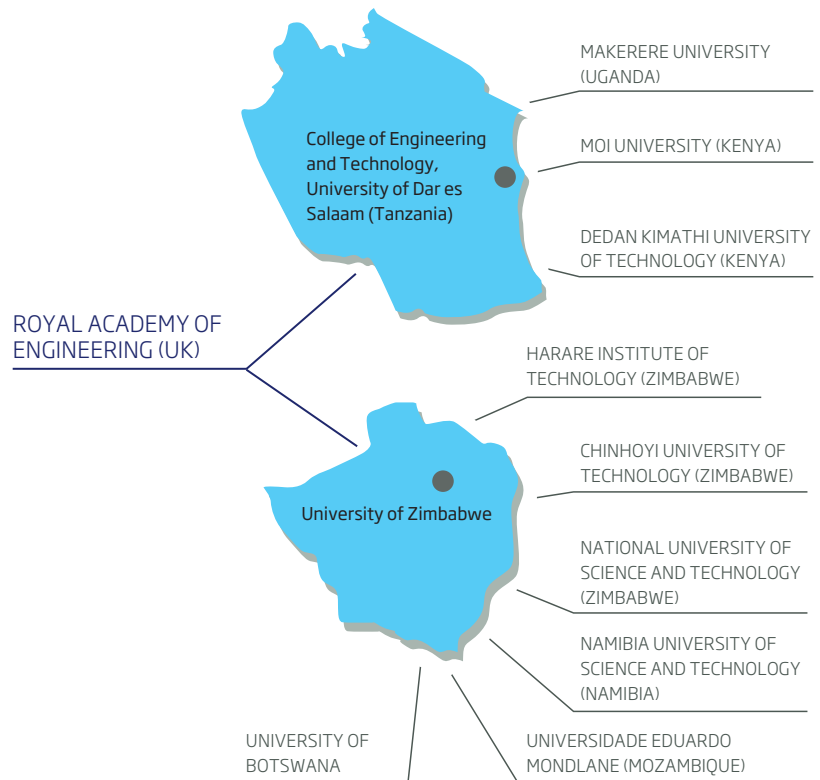 MAKERERE UNIVERSITY
(UGANDA)
College of Engineering
and Technology,
University of Dar es
Salaam (Tanzania)
MOI UNIVERSITY (KENYA)
DEDAN KIMATHI UNIVERSITY
OF TECHNOLOGY (KENYA)
ROYAL ACADEMY OF
ENGINEERING (UK)
HARARE INSTITUTE OF
TECHNOLOGY (ZIMBABWE)
CHINHOYI UNIVERSITY OF
TECHNOLOGY (ZIMBABWE)
University of Zimbabwe
NATIONAL UNIVERSITY OF
SCIENCE AND TECHNOLOGY
(ZIMBABWE)
NAMIBIA UNIVERSITY OF
SCIENCE AND TECHNOLOGY
(NAMIBIA)
UNIVERSITY OF
BOTSWANA
UNIVERSIDADE EDUARDO
MONDLANE (MOZAMBIQUE)